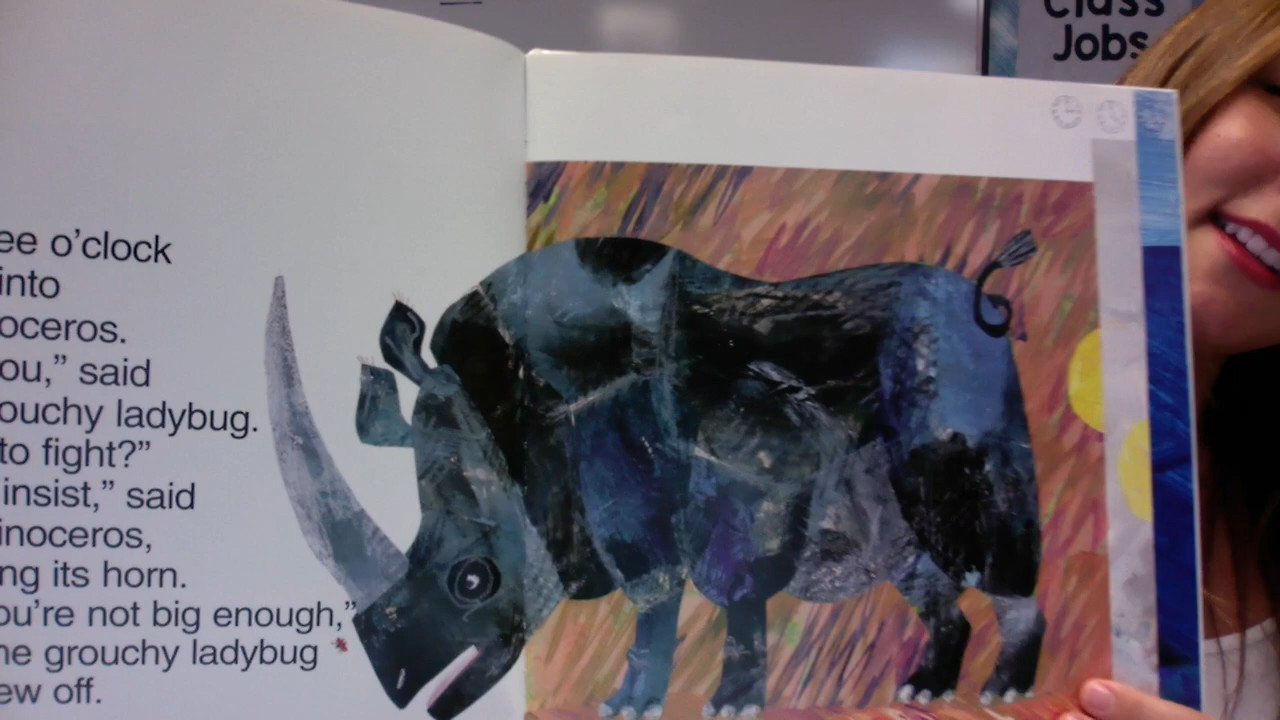 Class
Jobs
ee o’clock
into
oceros.
ou,” said
ouchy ladybug.
to fight?”
insist,” said
inoceros,
ng its horn.
ou’re not big enough,”
he grouchy ladybug
ew off.